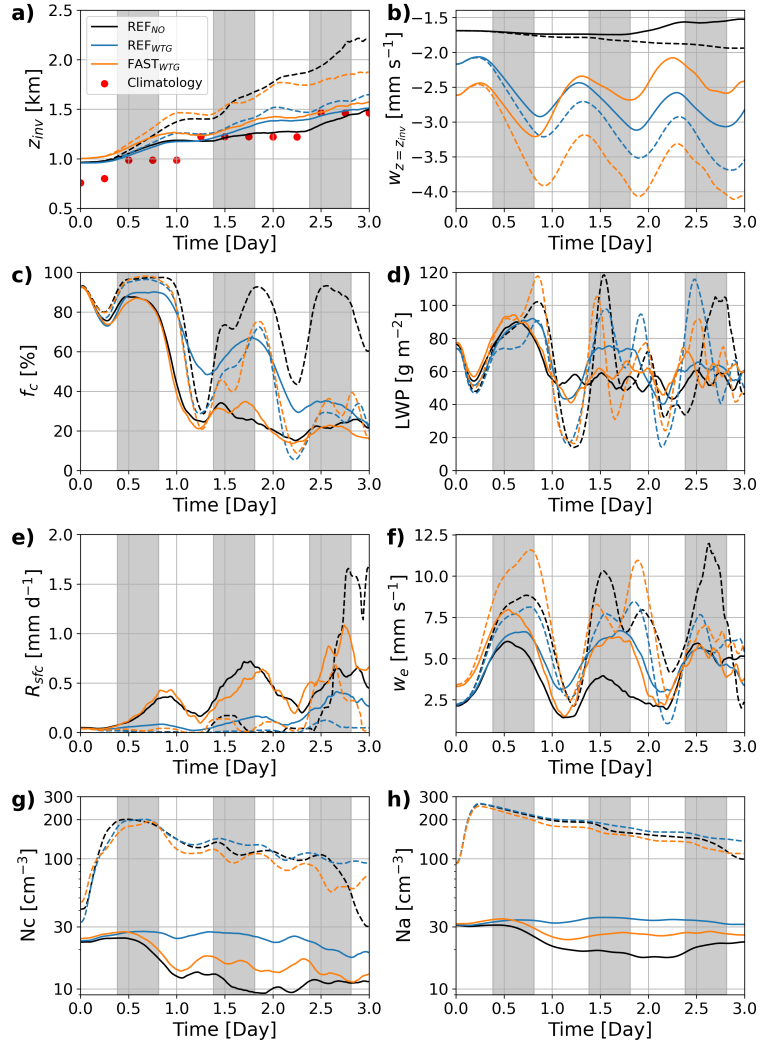 a)
REF_NO
REF_WTG
FAST_WTG
Climatology
z_inv [km]
2.5
2.0
1.5
1.0
0.5
0.0 0.5 1.0 1.5 2.0 2.5 3.0
Time [Day]
b)
w_z = z_inv [mm s⁻¹]
−1.5
−2.0
−2.5
−3.0
−3.5
−4.0
0.0 0.5 1.0 1.5 2.0 2.5 3.0
Time [Day]
c)
f_c [%]
100
80
60
40
20
0
0.0 0.5 1.0 1.5 2.0 2.5 3.0
Time [Day]
d)
LWP [g m⁻²]
120
100
80
60
40
20
0
0.0 0.5 1.0 1.5 2.0 2.5 3.0
Time [Day]
e)
R_sfc [mm d⁻¹]
2.0
1.5
1.0
0.5
0.0
0.0 0.5 1.0 1.5 2.0 2.5 3.0
Time [Day]
f)
w_e [mm s⁻¹]
12.5
10.0
7.5
5.0
2.5
0.0 0.5 1.0 1.5 2.0 2.5 3.0
Time [Day]
g)
Nc [cm⁻³]
300
200
100
30
10
0.0 0.5 1.0 1.5 2.0 2.5 3.0
Time [Day]
h)
Na [cm⁻³]
300
200
100
30
10
0.0 0.5 1.0 1.5 2.0 2.5 3.0
Time [Day]